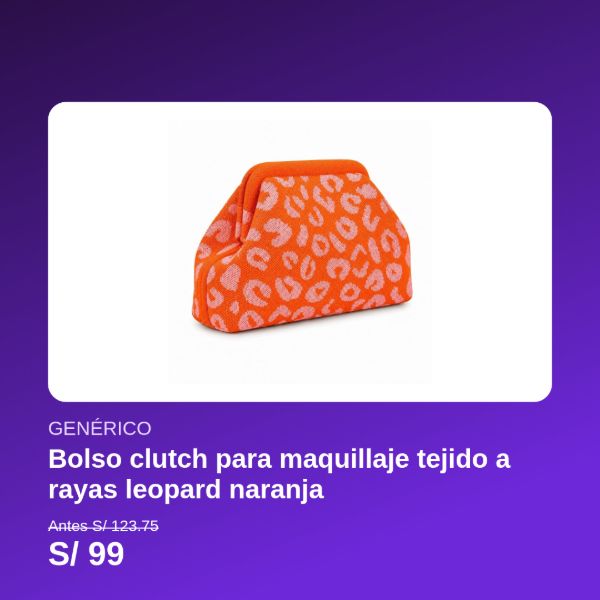 GENÉRICO
Bolso clutch para maquillaje tejido a
rayas leopard naranja
Antes S/ 123.75
S/ 99